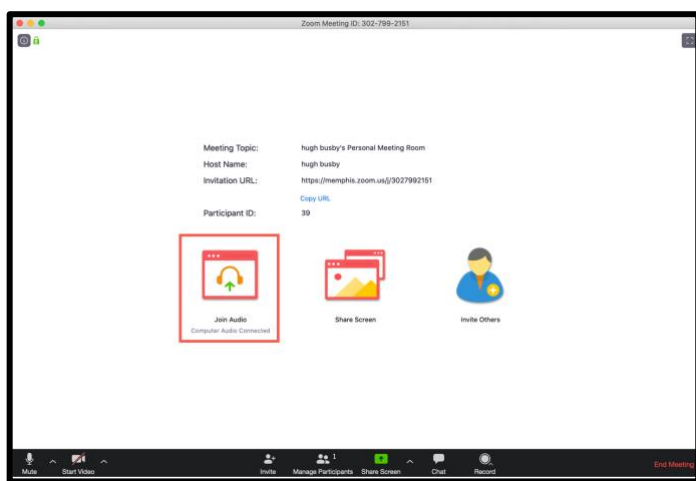 Zoom Meeting ID: 302-799-2151
Meeting Topic: hugh busby's Personal Meeting Room
Host Name: hugh busby
Invitation URL: https://memphis.zoom.us/j/3027992151
Copy URL
Participant ID: 39
Join Audio
Computer Audio Connected
Share Screen
Invite Others
Mute
Start Video
Invite
1
Manage Participants
Share Screen
Chat
Record
End Meeting